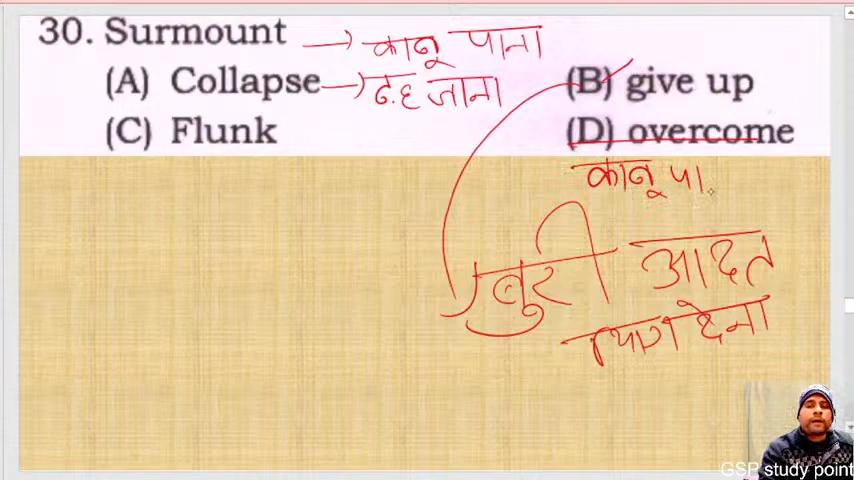 30. Surmount → काबू पाना
(A) Collapse → ढह जाना (B) give up
(C) Flunk (D) overcome
काबू पा
बुरी आदत
त्याग देना
GSP study point